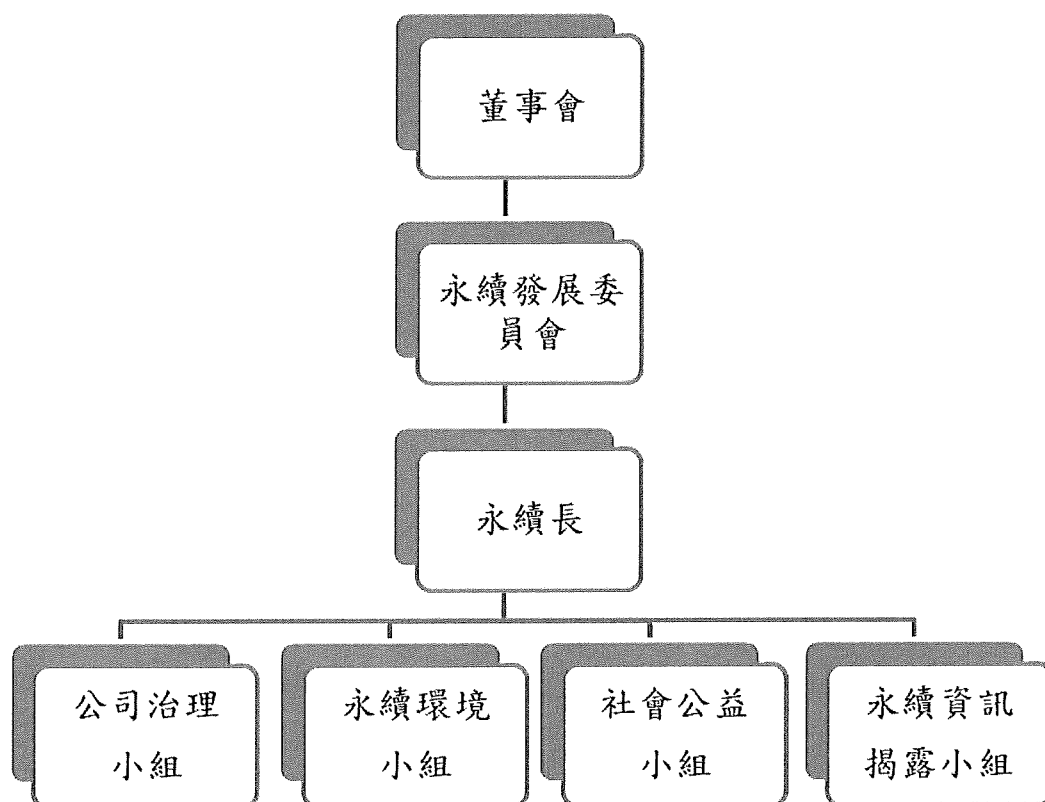 董事會
永續發展委
員會
永續長
公司治理
小組
永續環境
小組
社會公益
小組
永續資訊
揭露小組